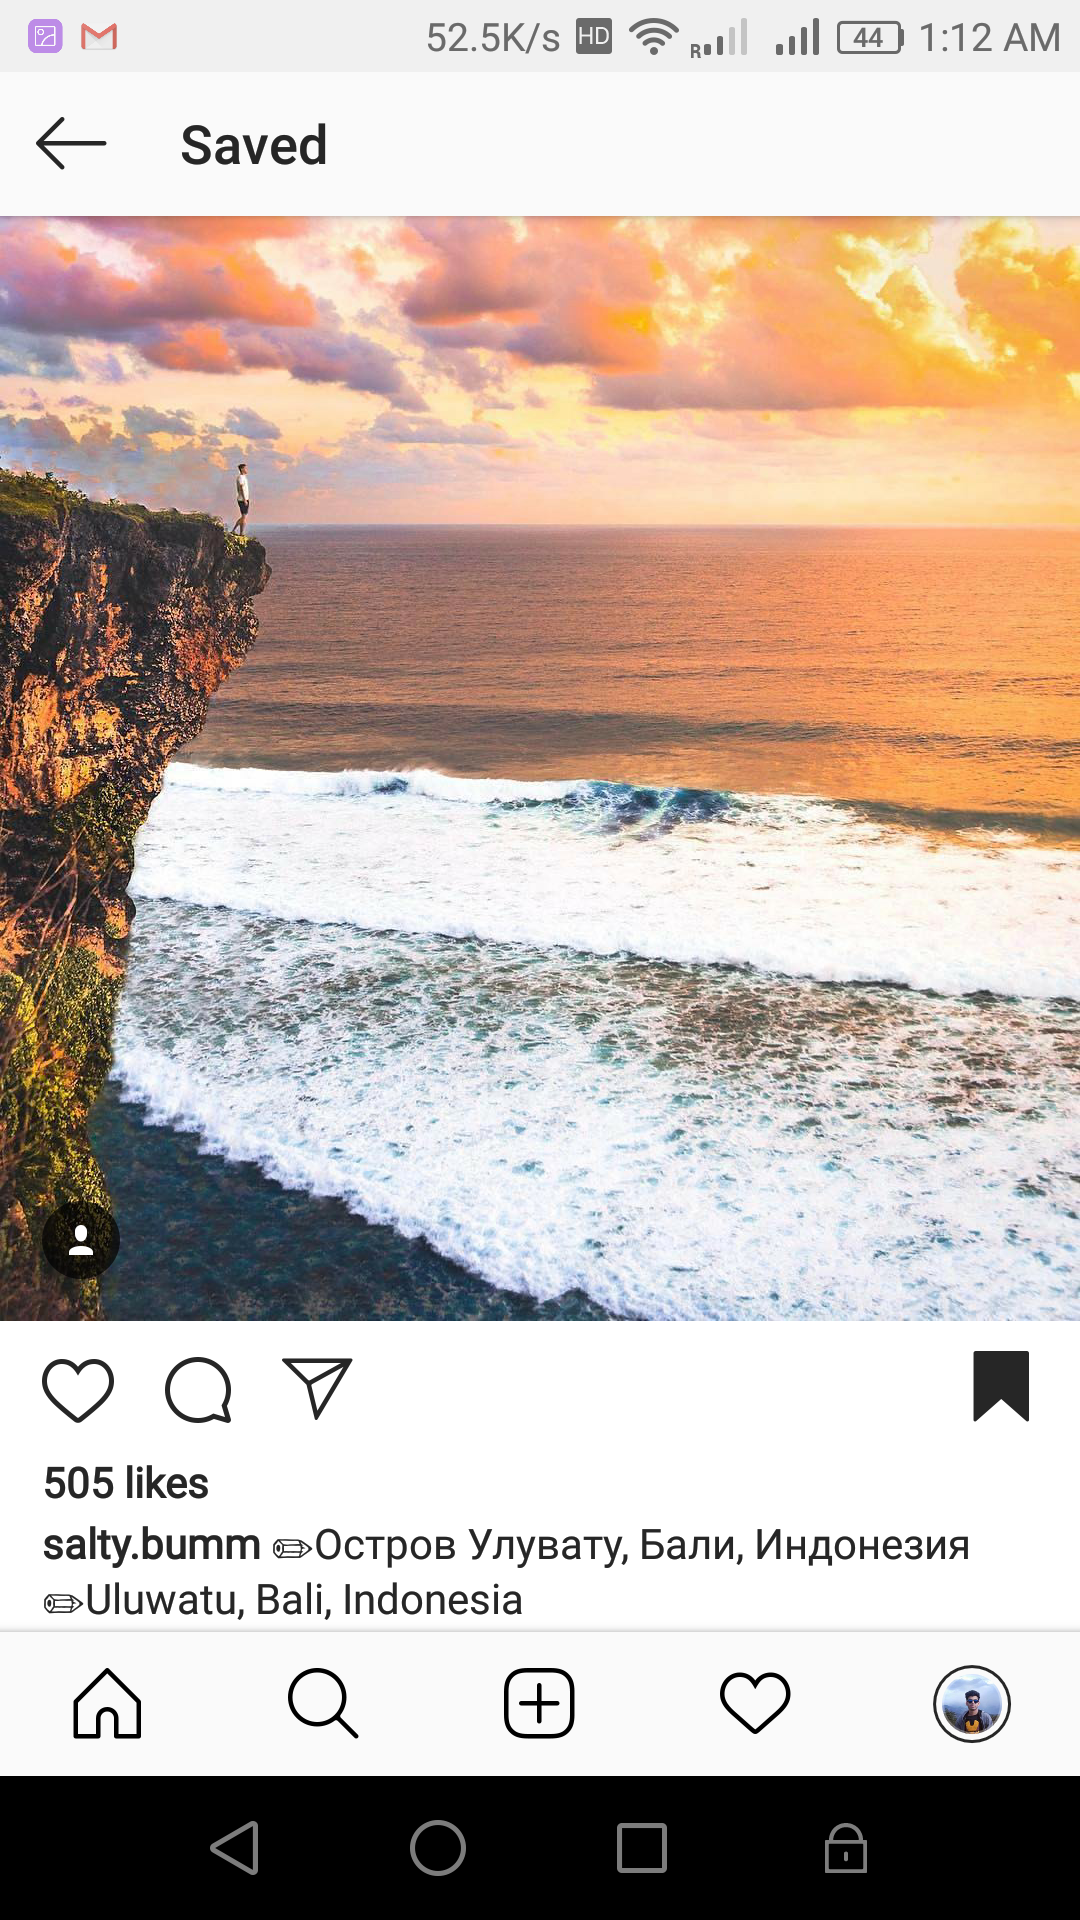 52.5K/s HD R 44 1:12 AM
Saved
505 likes
salty.bumm ✏Остров Улувату, Бали, Индонезия
✏Uluwatu, Bali, Indonesia